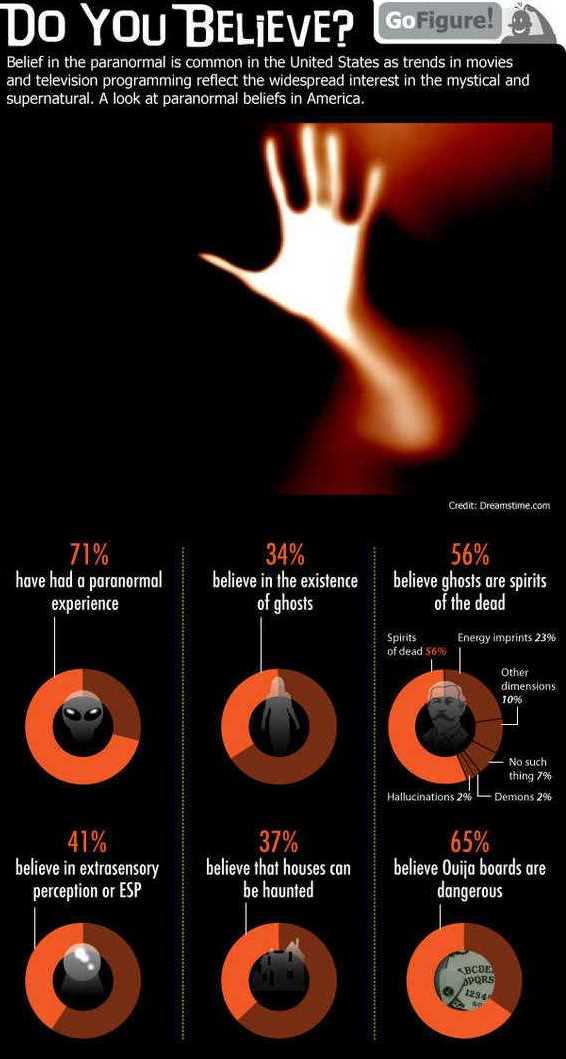 DO YOU BELiEVE?
GoFigure!
Belief in the paranormal is common in the United States as trends in movies
and television programming reflect the widespread interest in the mystical and
supernatural. A look at paranormal beliefs in America.
Credit: Dreamstime.com
71%
have had a paranormal
experience
34%
believe in the existence
of ghosts
56%
believe ghosts are spirits
of the dead
Spirits
of dead 56%
Energy imprints 23%
Other
dimensions
10%
No such
thing 7%
Demons 2%
Hallucinations 2%
41%
believe in extrasensory
perception or ESP
37%
believe that houses can
be haunted
65%
believe Ouija boards are
dangerous
ABCDE
OPQRS
1234